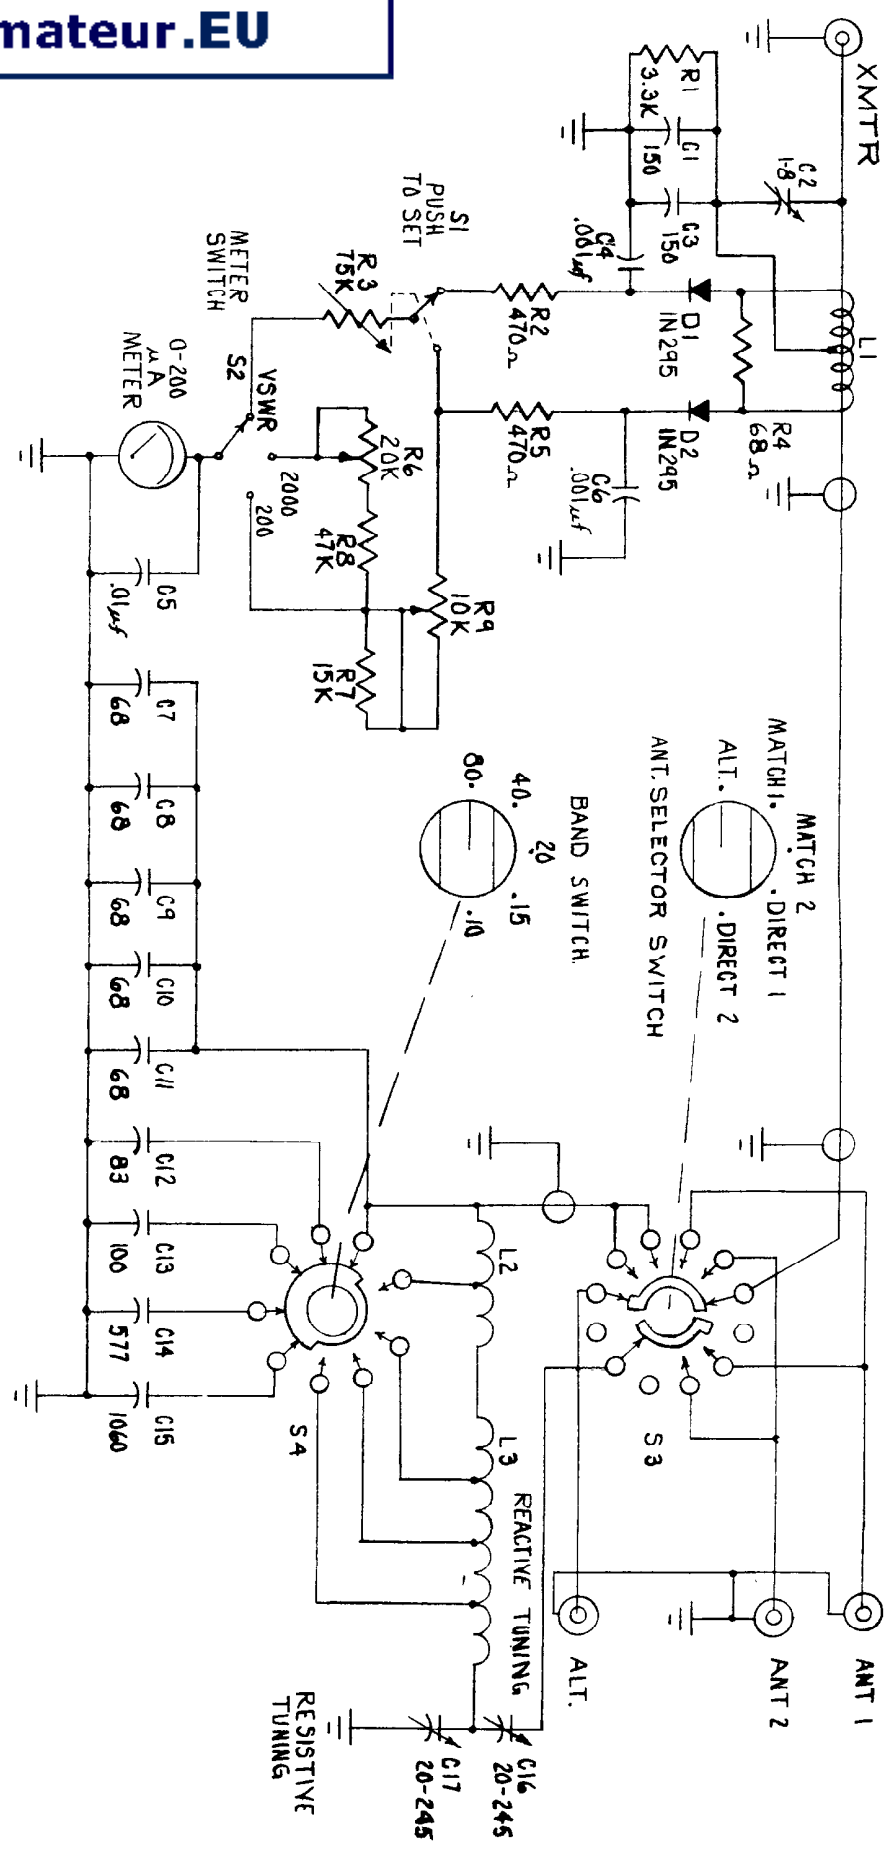 mateur.EU
XMTR
R1
3.3K
C1
150
C2
1-8
C3
150
C4
.001µf
L1
D1
1N295
R4
68Ω
D2
1N295
C6
.001µf
R2
470Ω
R5
470Ω
S1
PUSH
TO SET
R3
75K
METER
SWITCH
S2
VSWR
2000
200
0-200
µA
METER
R6
20K
R8
47K
R9
10K
R7
15K
C5
.01µf
C7
68
C8
68
C9
68
C10
68
C11
68
C12
83
C13
100
C14
577
C15
1060
MATCH 2
MATCH 1.
. DIRECT 1
ALT.
. DIRECT 2
ANT. SELECTOR SWITCH
BAND SWITCH
80.
40.
20
.15
.10
S3
S4
L2
L3
REACTIVE TUNING
C16
20-245
C17
20-245
RESISTIVE
TUNING
ANT 1
ANT 2
ALT.